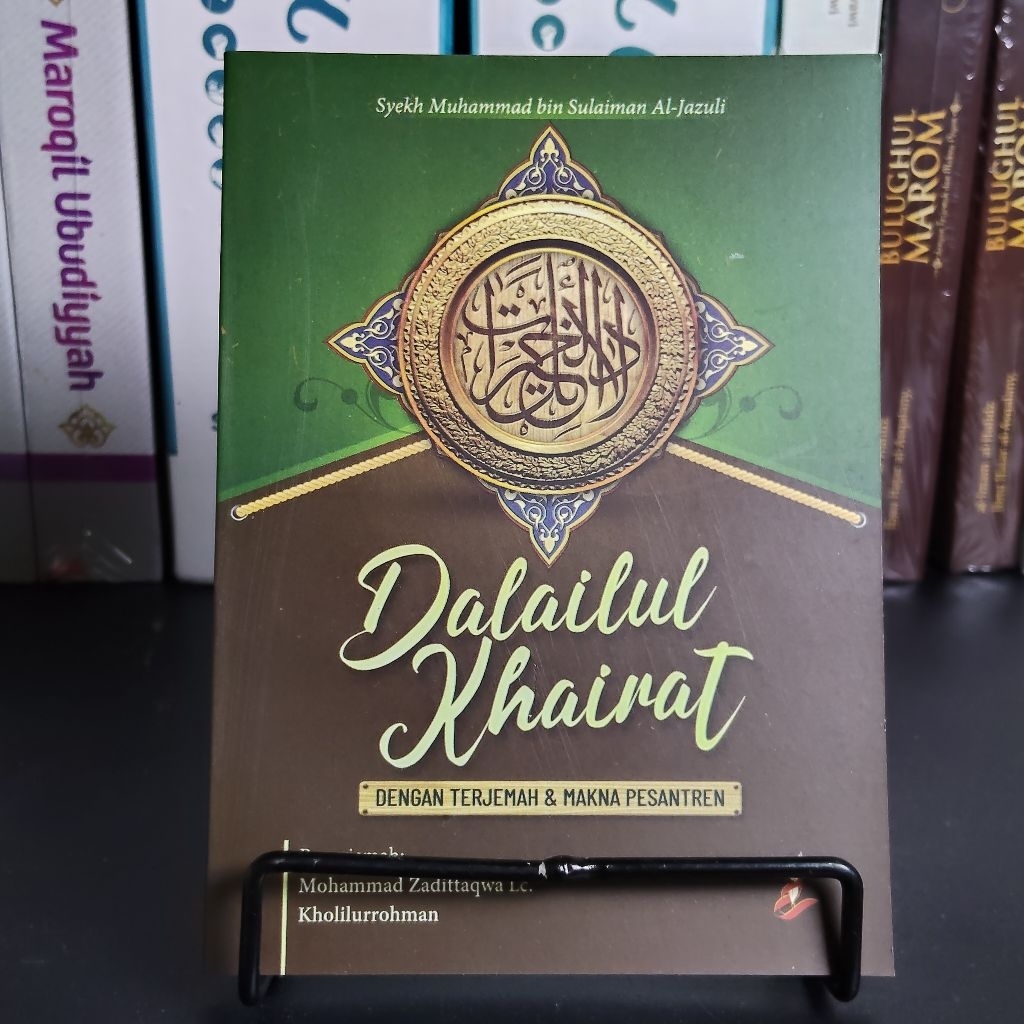 Syekh Muhammad bin Sulaiman Al-Jazuli
دلائل الخيرات
Dalailul
Khairat
DENGAN TERJEMAH & MAKNA PESANTREN
Mohammad Zadittaqwa Lc.
Kholilurrohman
Maroqil Ubudiyyah
BULUGHUL
MAROM
BULUGHUL